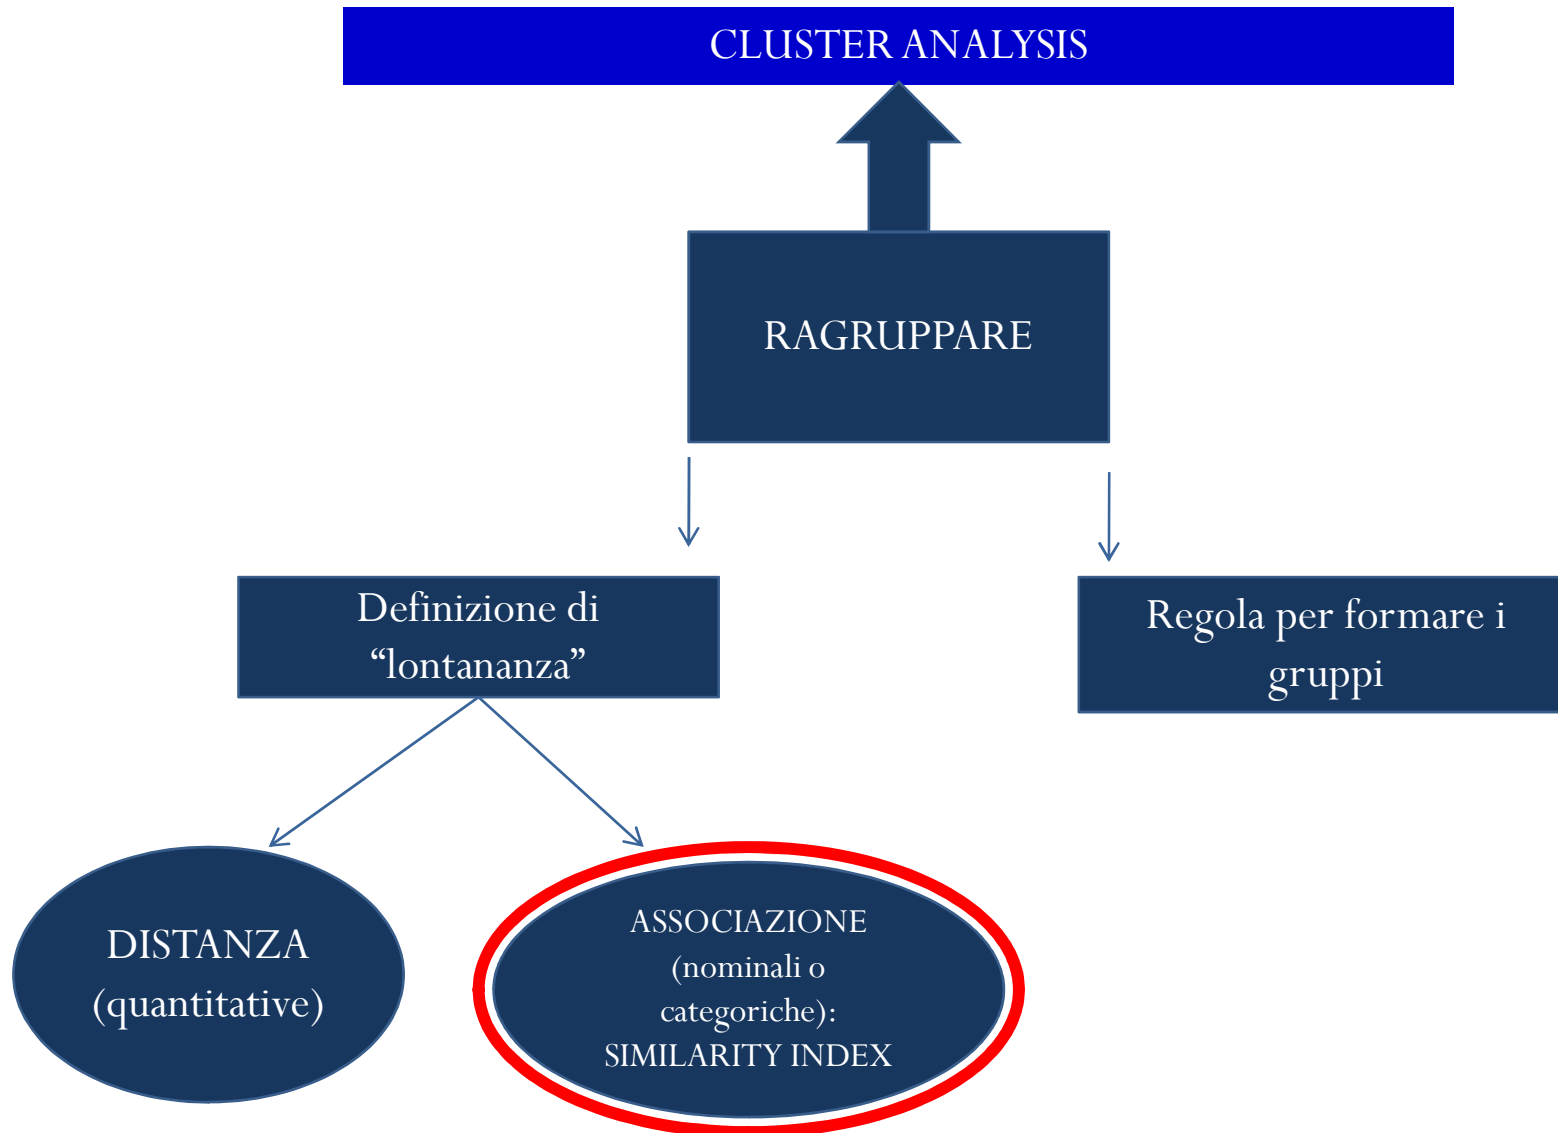 CLUSTER ANALYSIS
RAGRUPPARE
Definizione di
“lontananza”
Regola per formare i
gruppi
DISTANZA
(quantitative)
ASSOCIAZIONE
(nominali o
categoriche):
SIMILARITY INDEX